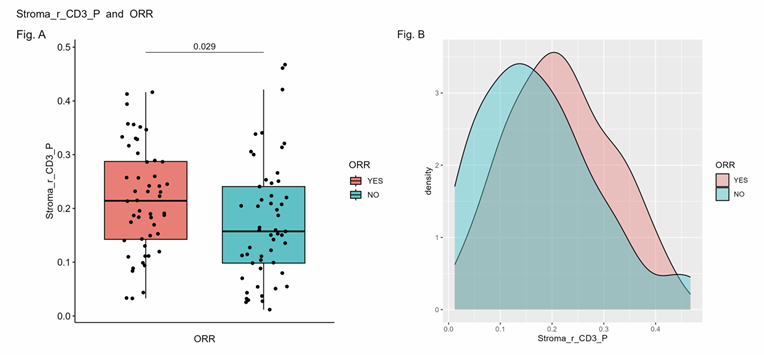 Stroma_r_CD3_P and ORR
Fig. A
0.029
0.5
0.4
0.3
0.2
0.1
0.0
Stroma_r_CD3_P
ORR
ORR
YES
NO
Fig. B
3
2
1
0
density
0.0
0.1
0.2
0.3
0.4
Stroma_r_CD3_P
ORR
YES
NO